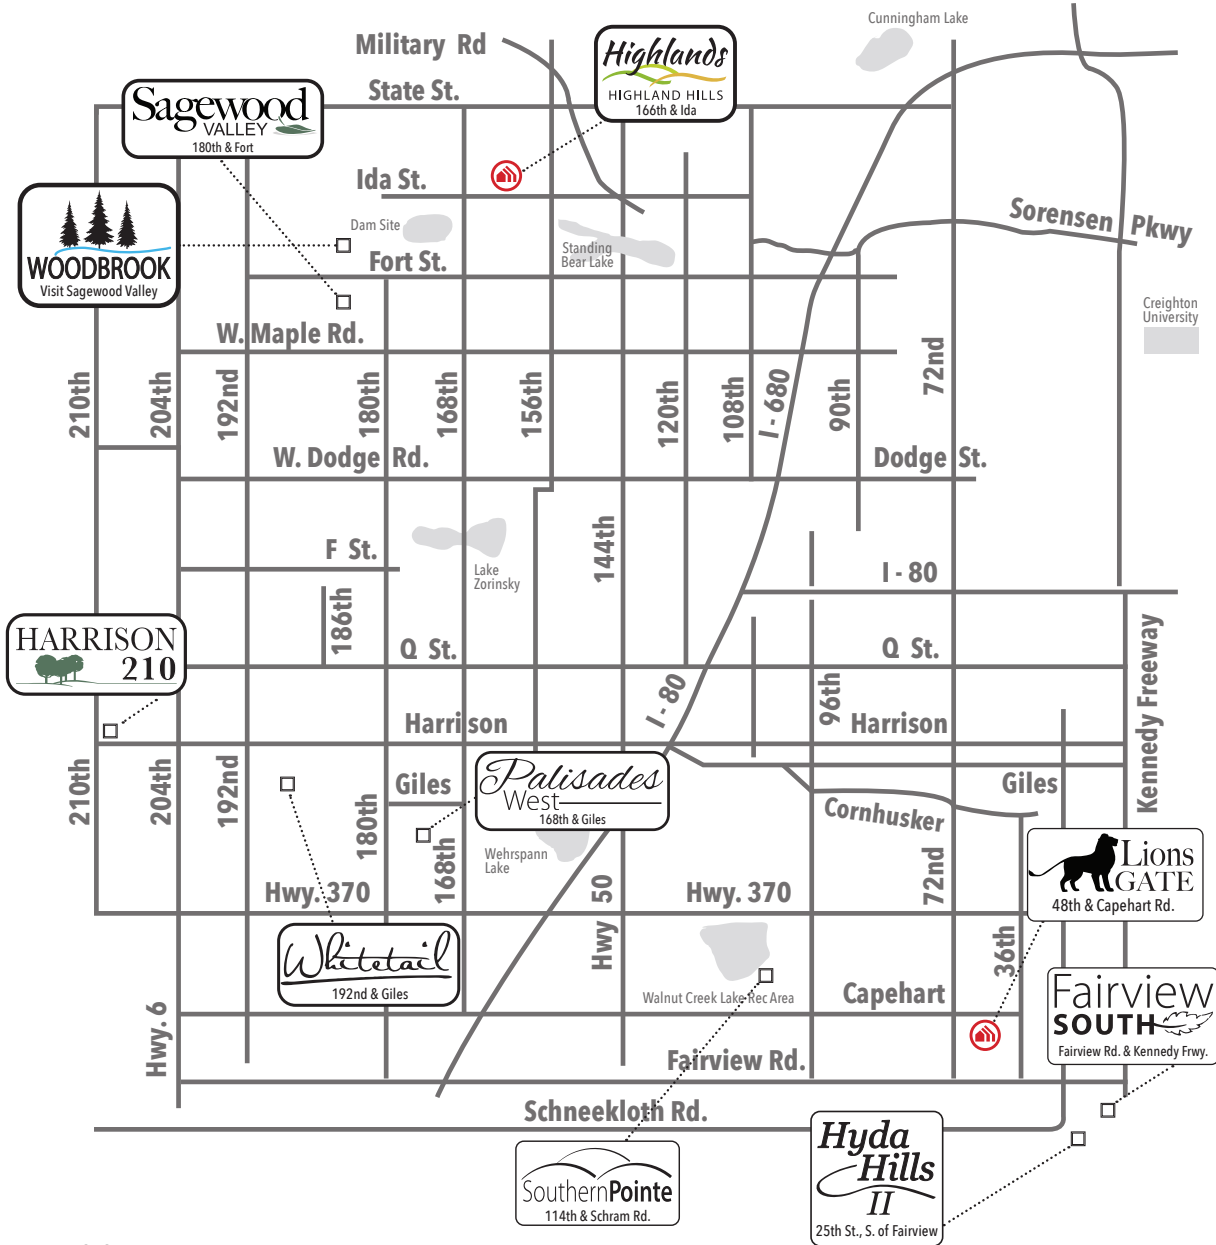 Cunningham Lake
Military Rd
Highlands
HIGHLAND HILLS
166th & Ida
State St.
Sagewood
VALLEY
180th & Fort
Ida St.
Sorensen Pkwy
Dam Site
Standing
Bear Lake
WOODBROOK
Visit Sagewood Valley
Fort St.
Creighton
University
W. Maple Rd.
210th
204th
192nd
180th
168th
156th
120th
108th
I - 680
90th
72nd
W. Dodge Rd.
Dodge St.
144th
F St.
Lake
Zorinsky
I - 80
186th
HARRISON
210
Q St.
Q St.
Kennedy Freeway
I - 80
96th
Harrison
Harrison
210th
204th
192nd
180th
Giles
Palisades
West
168th & Giles
Giles
Cornhusker
168th
Wehrspann
Lake
72nd
Lions
GATE
48th & Capehart Rd.
Hwy. 370
Hwy 50
Hwy. 370
36th
Whitetail
192nd & Giles
Walnut Creek Lake Rec Area
Capehart
Fairview
SOUTH
Fairview Rd. & Kennedy Frwy.
Hwy. 6
Fairview Rd.
Schneekloth Rd.
SouthernPointe
114th & Schram Rd.
Hyda
Hills
II
25th St., S. of Fairview